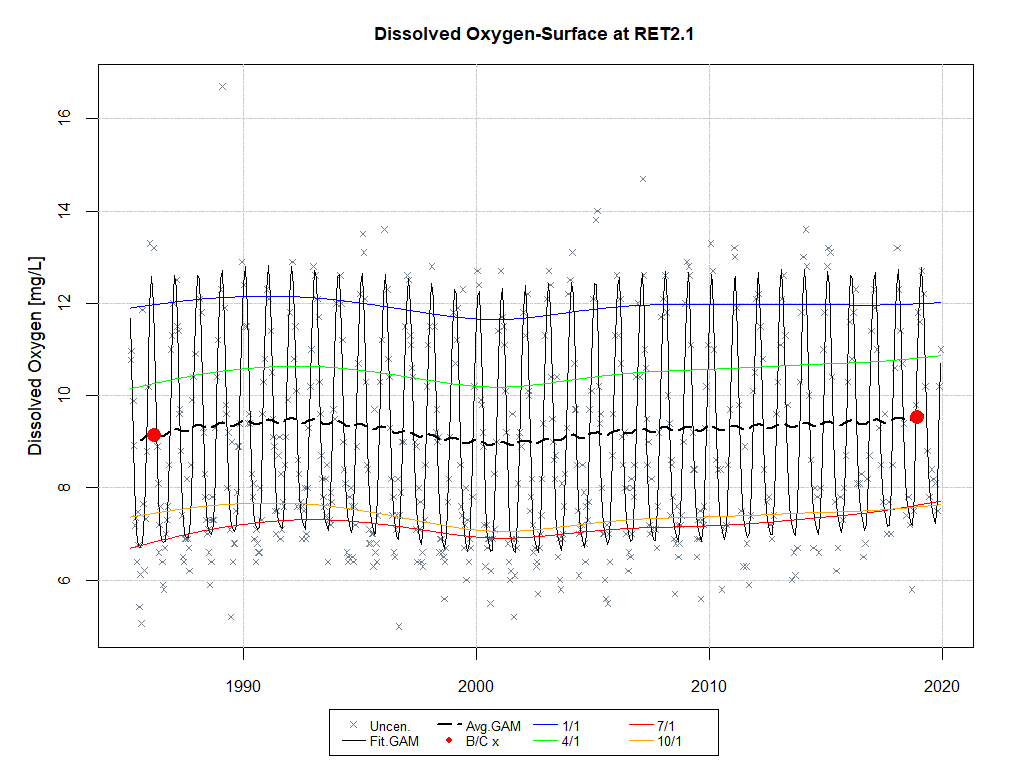 Dissolved Oxygen-Surface at RET2.1
Dissolved Oxygen [mg/L]
16
14
12
10
8
6
1990 2000 2010 2020
Uncen. Avg.GAM 1/1 7/1
Fit.GAM B/C x 4/1 10/1